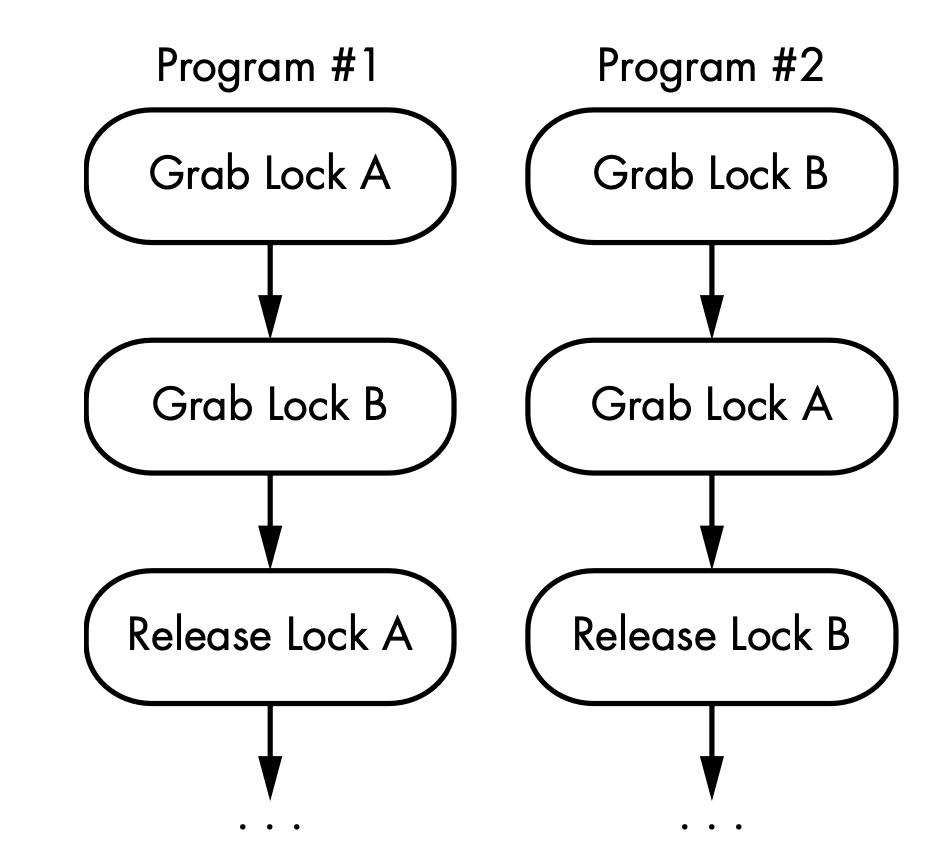 Program #1
Grab Lock A
Grab Lock B
Release Lock A
. . .
Program #2
Grab Lock B
Grab Lock A
Release Lock B
. . .